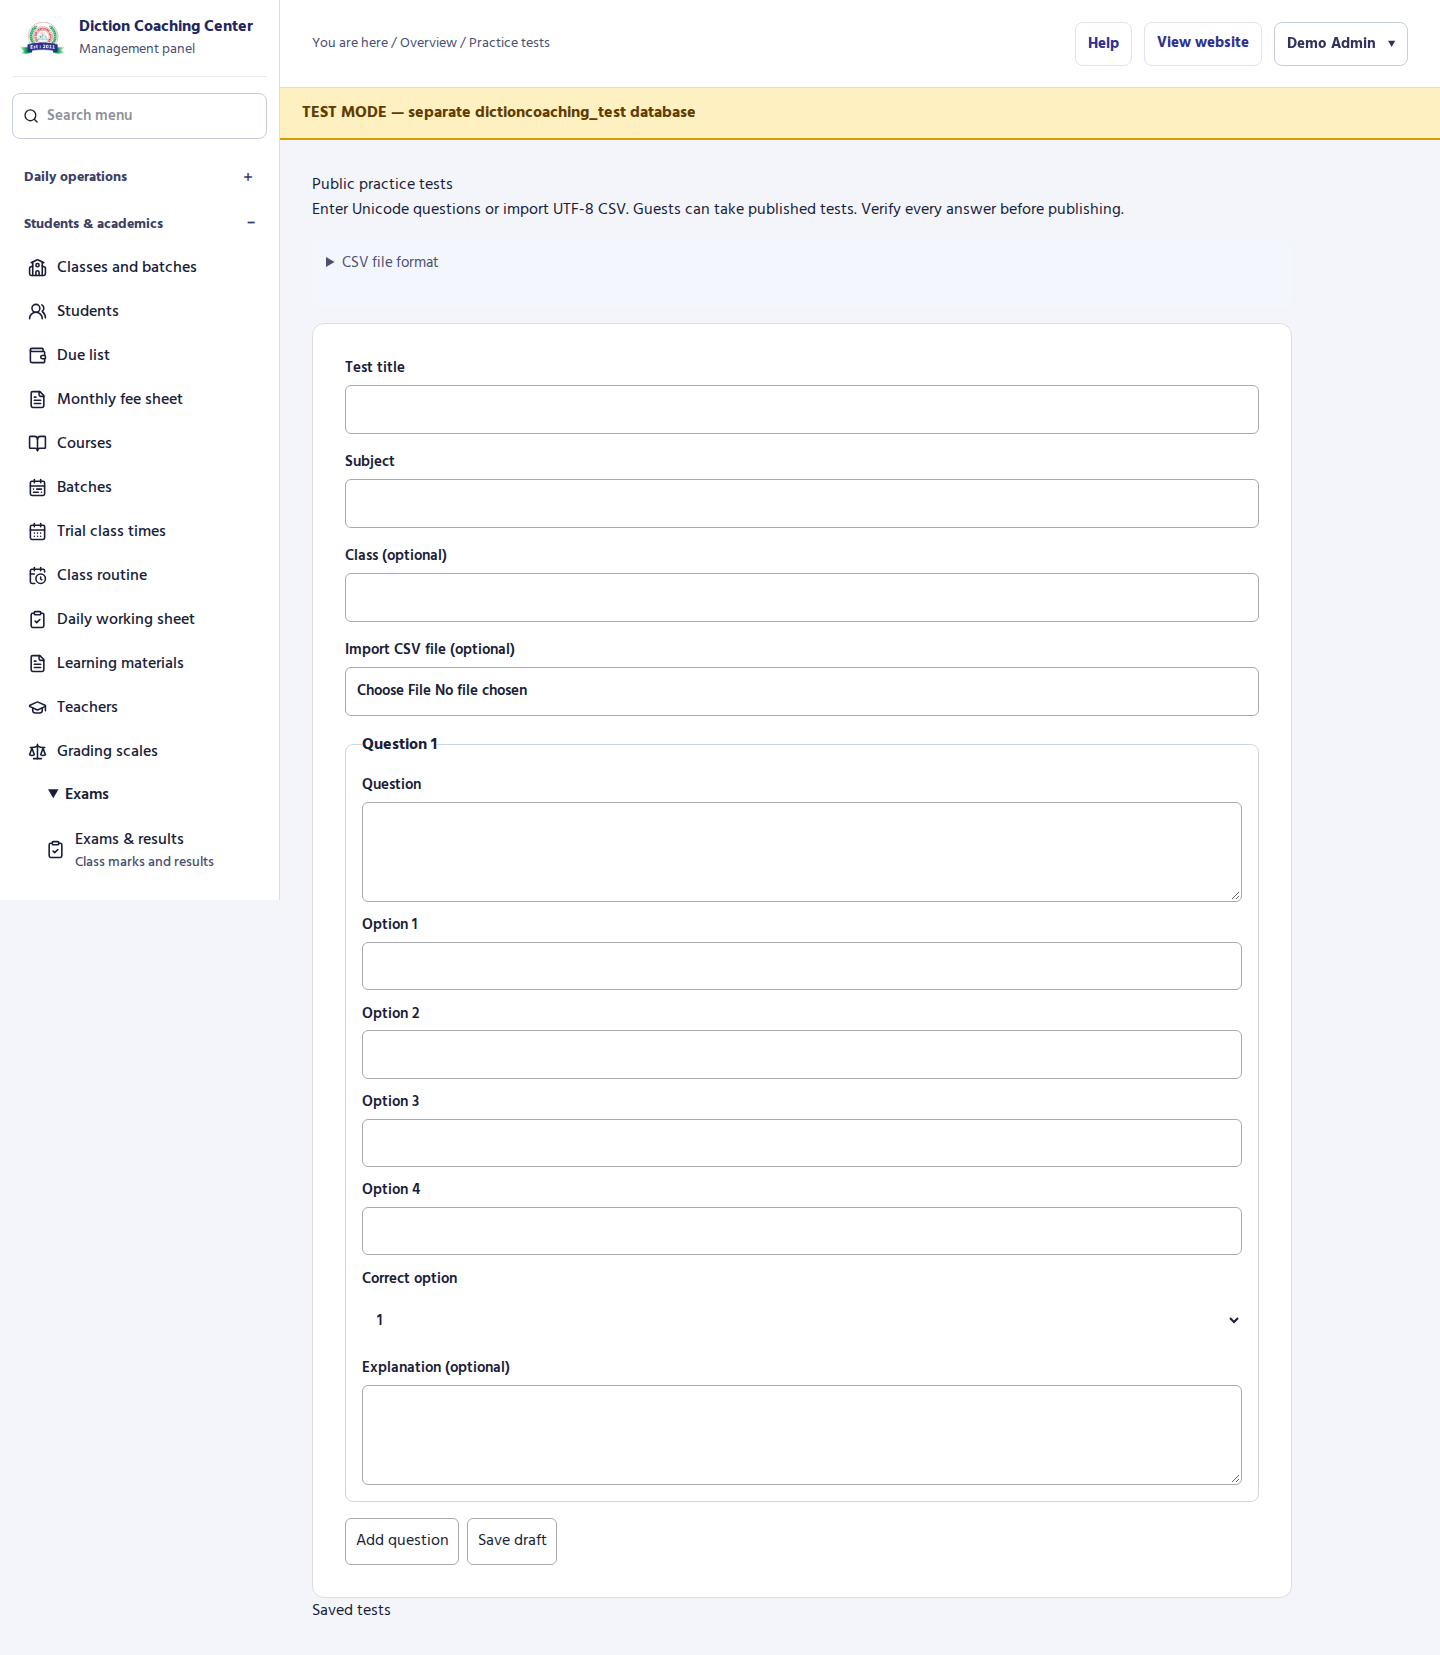 Diction Coaching Center
Management panel
Est : 2011
Search menu
Daily operations +
Students & academics −
Classes and batches
Students
Due list
Monthly fee sheet
Courses
Batches
Trial class times
Class routine
Daily working sheet
Learning materials
Teachers
Grading scales
▼ Exams
Exams & results
Class marks and results
You are here / Overview / Practice tests
Help
View website
Demo Admin ▾
TEST MODE — separate dictioncoaching_test database
Public practice tests
Enter Unicode questions or import UTF-8 CSV. Guests can take published tests. Verify every answer before publishing.
▶ CSV file format
Test title
Subject
Class (optional)
Import CSV file (optional)
Choose File No file chosen
Question 1
Question
Option 1
Option 2
Option 3
Option 4
Correct option
1
Explanation (optional)
Add question
Save draft
Saved tests